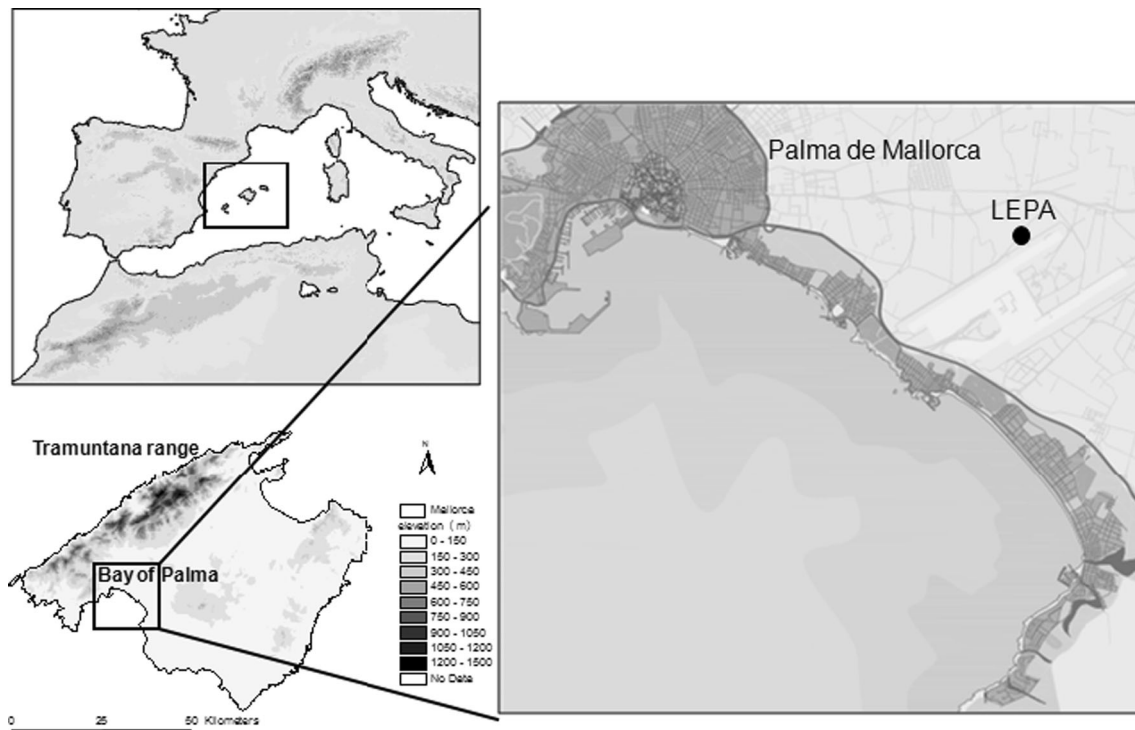 Palma de Mallorca
LEPA
Tramuntana range
N
Mallorca
elevation (m)
0 - 150
150 - 300
300 - 450
450 - 600
600 - 750
750 - 900
900 - 1050
1050 - 1200
1200 - 1500
No Data
Bay of Palma
0 25 50 Kilometers